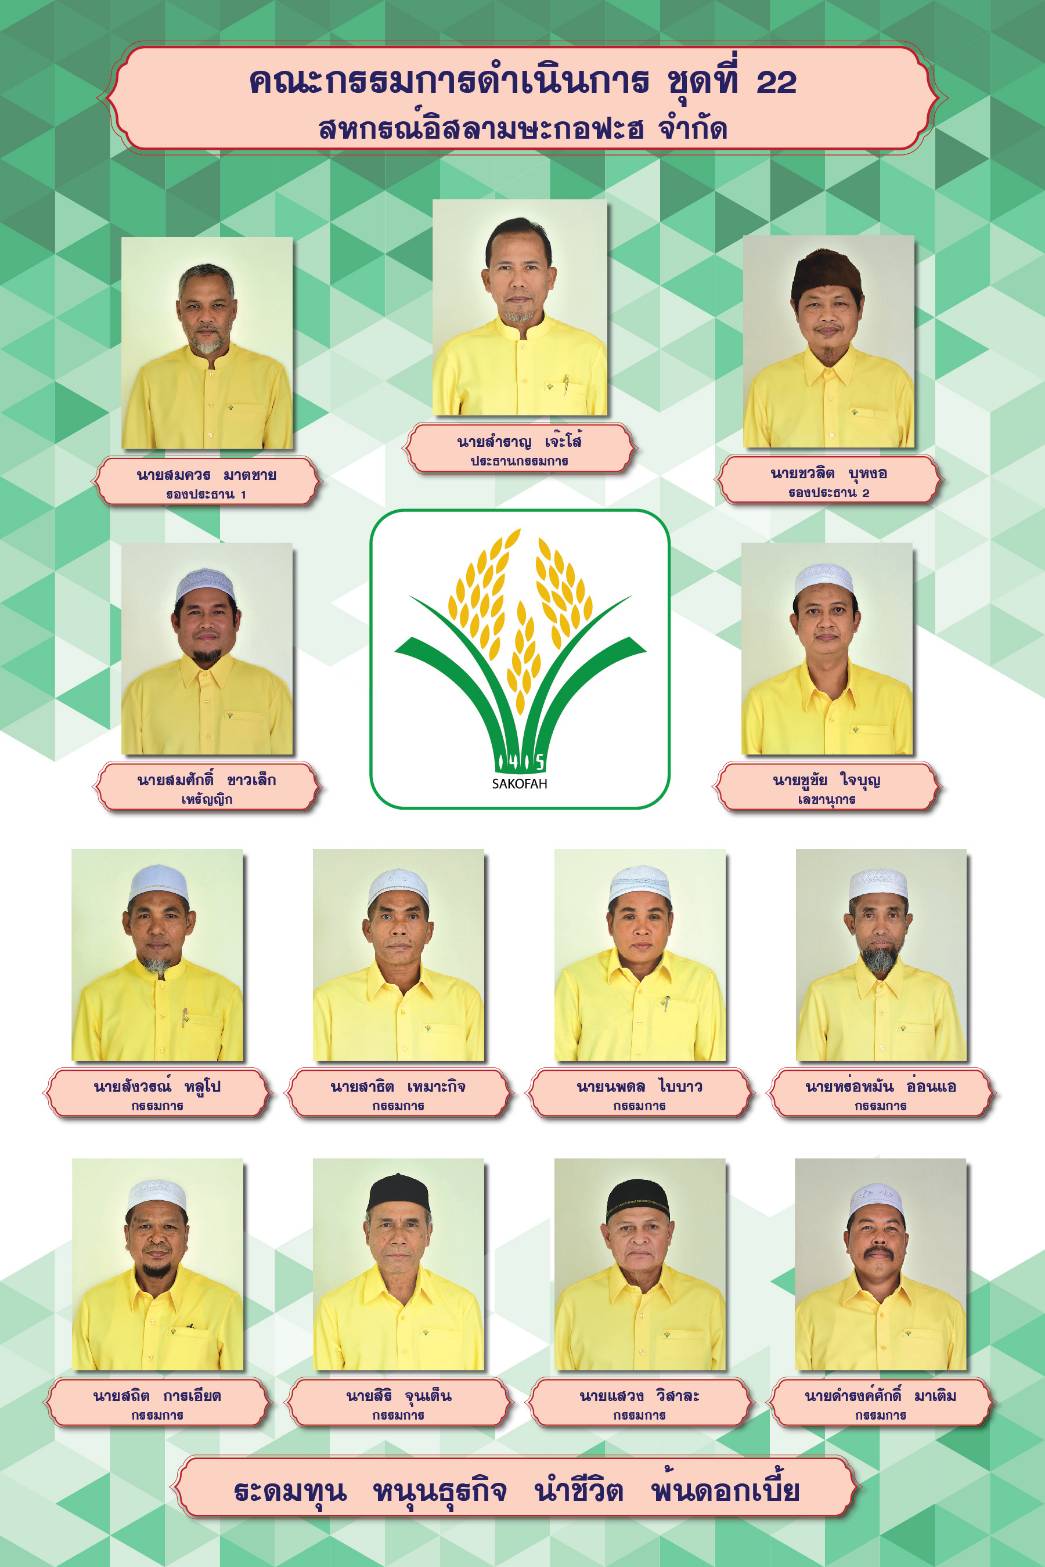 คณะกรรมการดำเนินการ ชุดที่ 22
สหกรณ์อิสลามษะกอฟะฮ จำกัด
นายสำราญ เจ๊ะโส้
ประธานกรรมการ
นายสมควร มาตชาย
รองประธาน 1
นายชวลิต บุหงอ
รองประธาน 2
นายสมศักดิ์ ขาวเล็ก
เหรัญญิก
นายชูชัย ใจบุญ
เลขานุการ
1415
SAKOFAH
นายสังวรณ์ หลูโป
กรรมการ
นายสาธิต เหมาะกิจ
กรรมการ
นายนพดล ไบบาว
กรรมการ
นายหร่อหมัน อ่อนแอ
กรรมการ
นายสถิต การเอียด
กรรมการ
นายสิริ จุนเด็น
กรรมการ
นายแสวง วิสาละ
กรรมการ
นายดำรงค์ศักดิ์ มาเติม
กรรมการ
ระดมทุน หนุนธุรกิจ นำชีวิต พ้นดอกเบี้ย